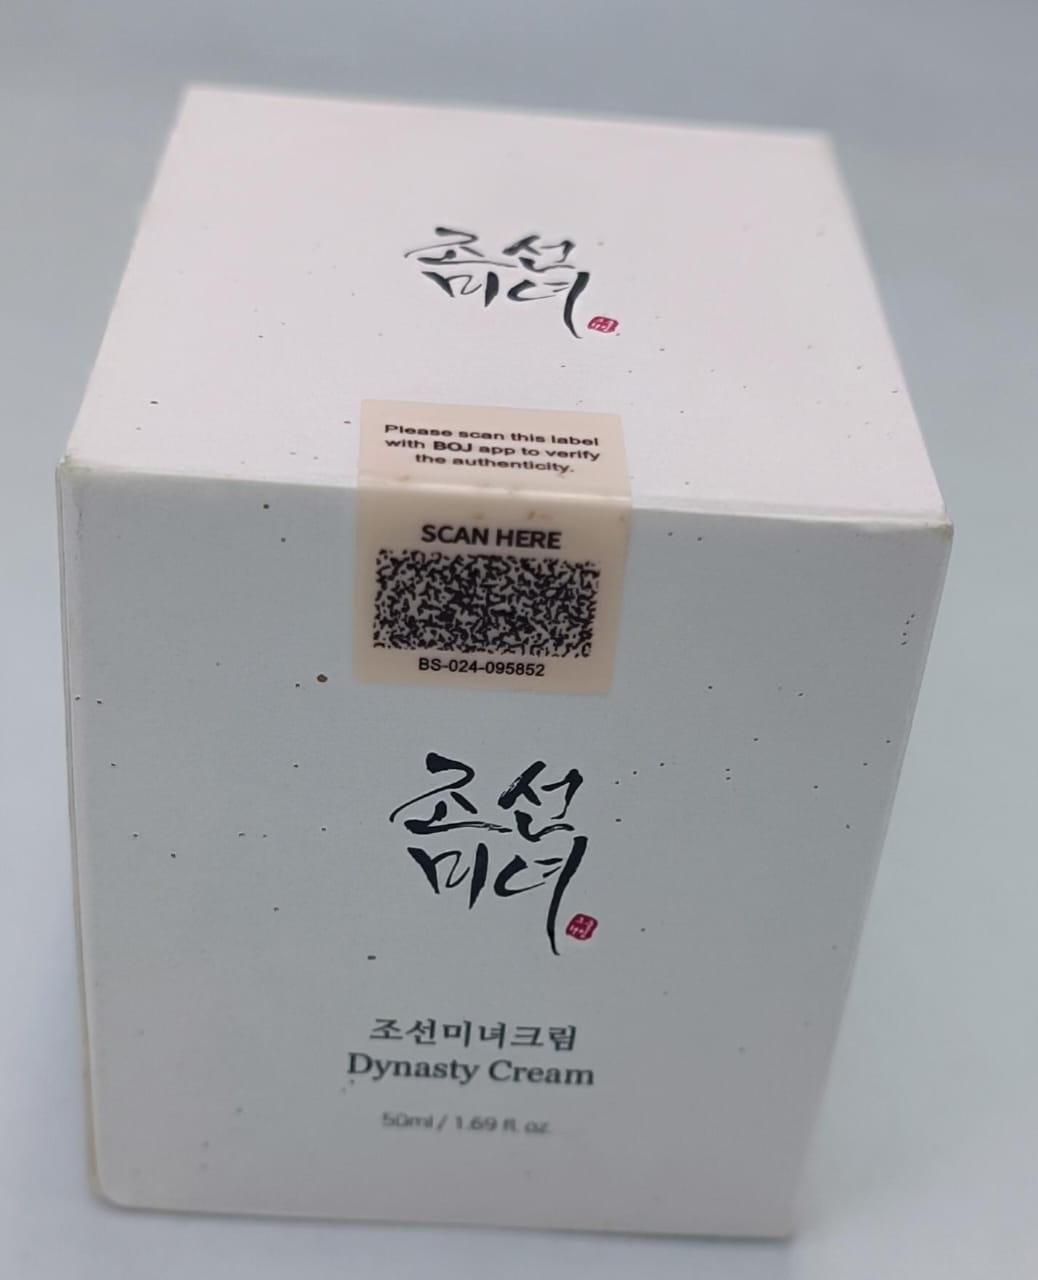 조선
미녀
Please scan this label
with BOJ app to verify
the authenticity.
SCAN HERE
BS-024-095852
조선
미녀
조선미녀크림
Dynasty Cream
50ml / 1.69 fl. oz.